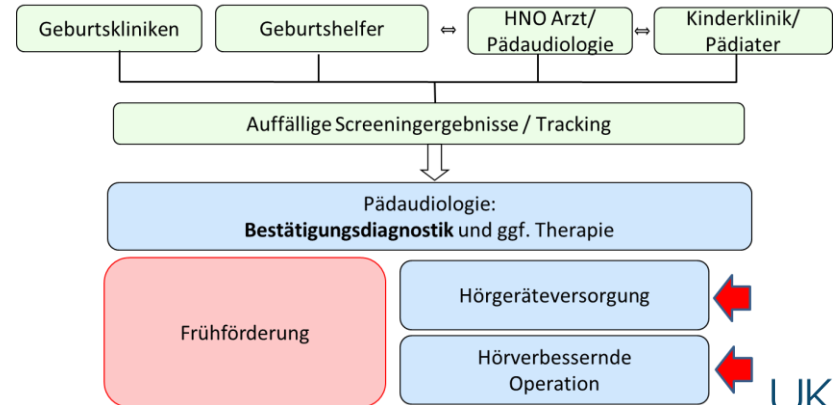 Geburtskliniken
Geburtshelfer
HNO Arzt/
Pädaudiologie
Kinderklinik/
Pädiater
Auffällige Screeningergebnisse / Tracking
Pädaudiologie:
Bestätigungsdiagnostik und ggf. Therapie
Frühförderung
Hörgeräteversorgung
Hörverbessernde
Operation
UK